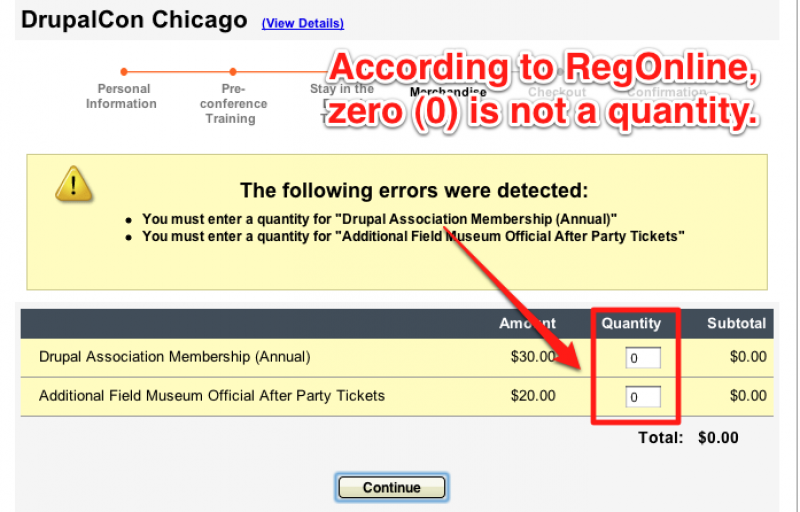 DrupalCon Chicago (View Details)
According to RegOnline,
zero (0) is not a quantity.
Personal
Information
Pre-
conference
Training
Stay in the
Merchandise
Checkout
Confirmation
!
The following errors were detected:
• You must enter a quantity for "Drupal Association Membership (Annual)"
• You must enter a quantity for "Additional Field Museum Official After Party Tickets"
Amount Quantity Subtotal
Drupal Association Membership (Annual) $30.00 0 $0.00
Additional Field Museum Official After Party Tickets $20.00 0 $0.00
Total: $0.00
Continue